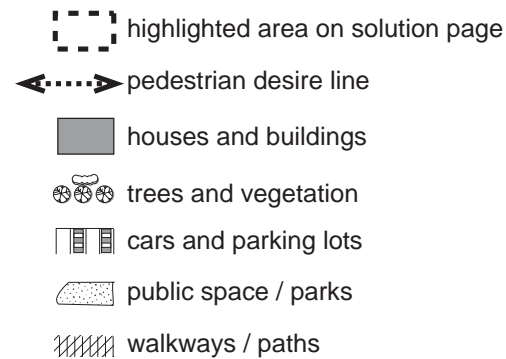 highlighted area on solution page
pedestrian desire line
houses and buildings
trees and vegetation
cars and parking lots
public space / parks
walkways / paths